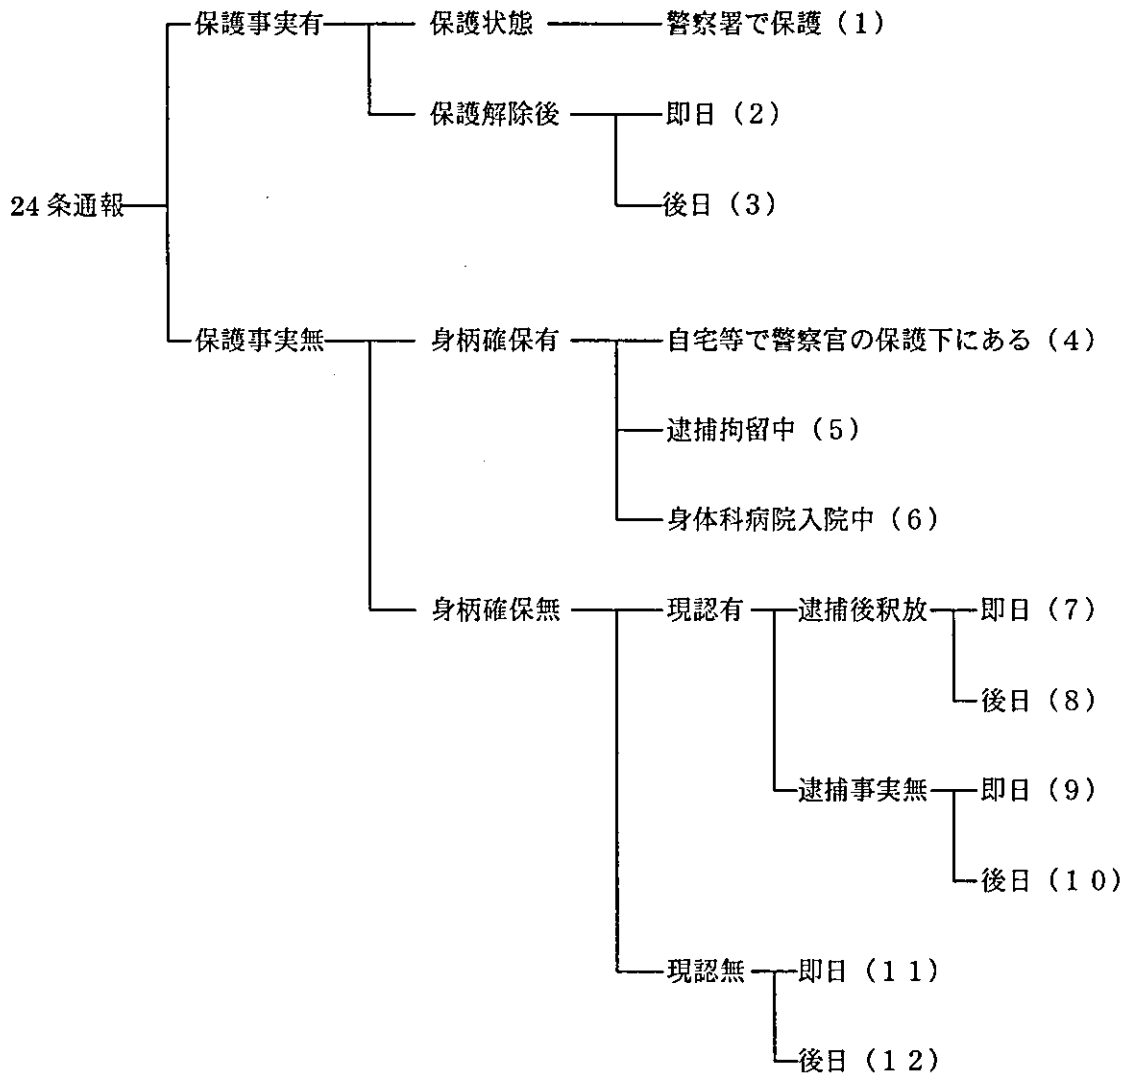 保護事実有 保護状態 警察署で保護(1)
保護解除後 即日(2)
24条通報 後日(3)
保護事実無 身柄確保有 自宅等で警察官の保護下にある(4)
逮捕拘留中(5)
身体科病院入院中(6)
身柄確保無 現認有 逮捕後釈放 即日(7)
後日(8)
逮捕事実無 即日(9)
後日(10)
現認無 即日(11)
後日(12)